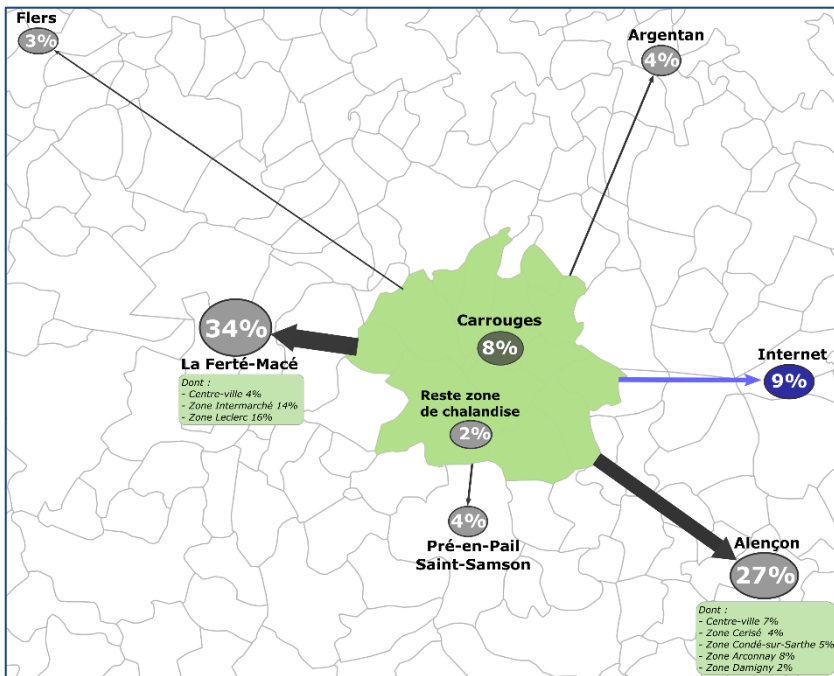 Flers
3%
Argentan
4%
34%
La Ferté-Macé
Dont :
- Centre-ville 4%
- Zone Intermarché 14%
- Zone Leclerc 16%
Carrouges
8%
Internet
9%
Reste zone
de chalandise
2%
4%
Pré-en-Pail
Saint-Samson
Alençon
27%
Dont :
- Centre-ville 7%
- Zone Cerisé  4%
- Zone Condé-sur-Sarthe 5%
- Zone Arconnay 8%
- Zone Damigny 2%